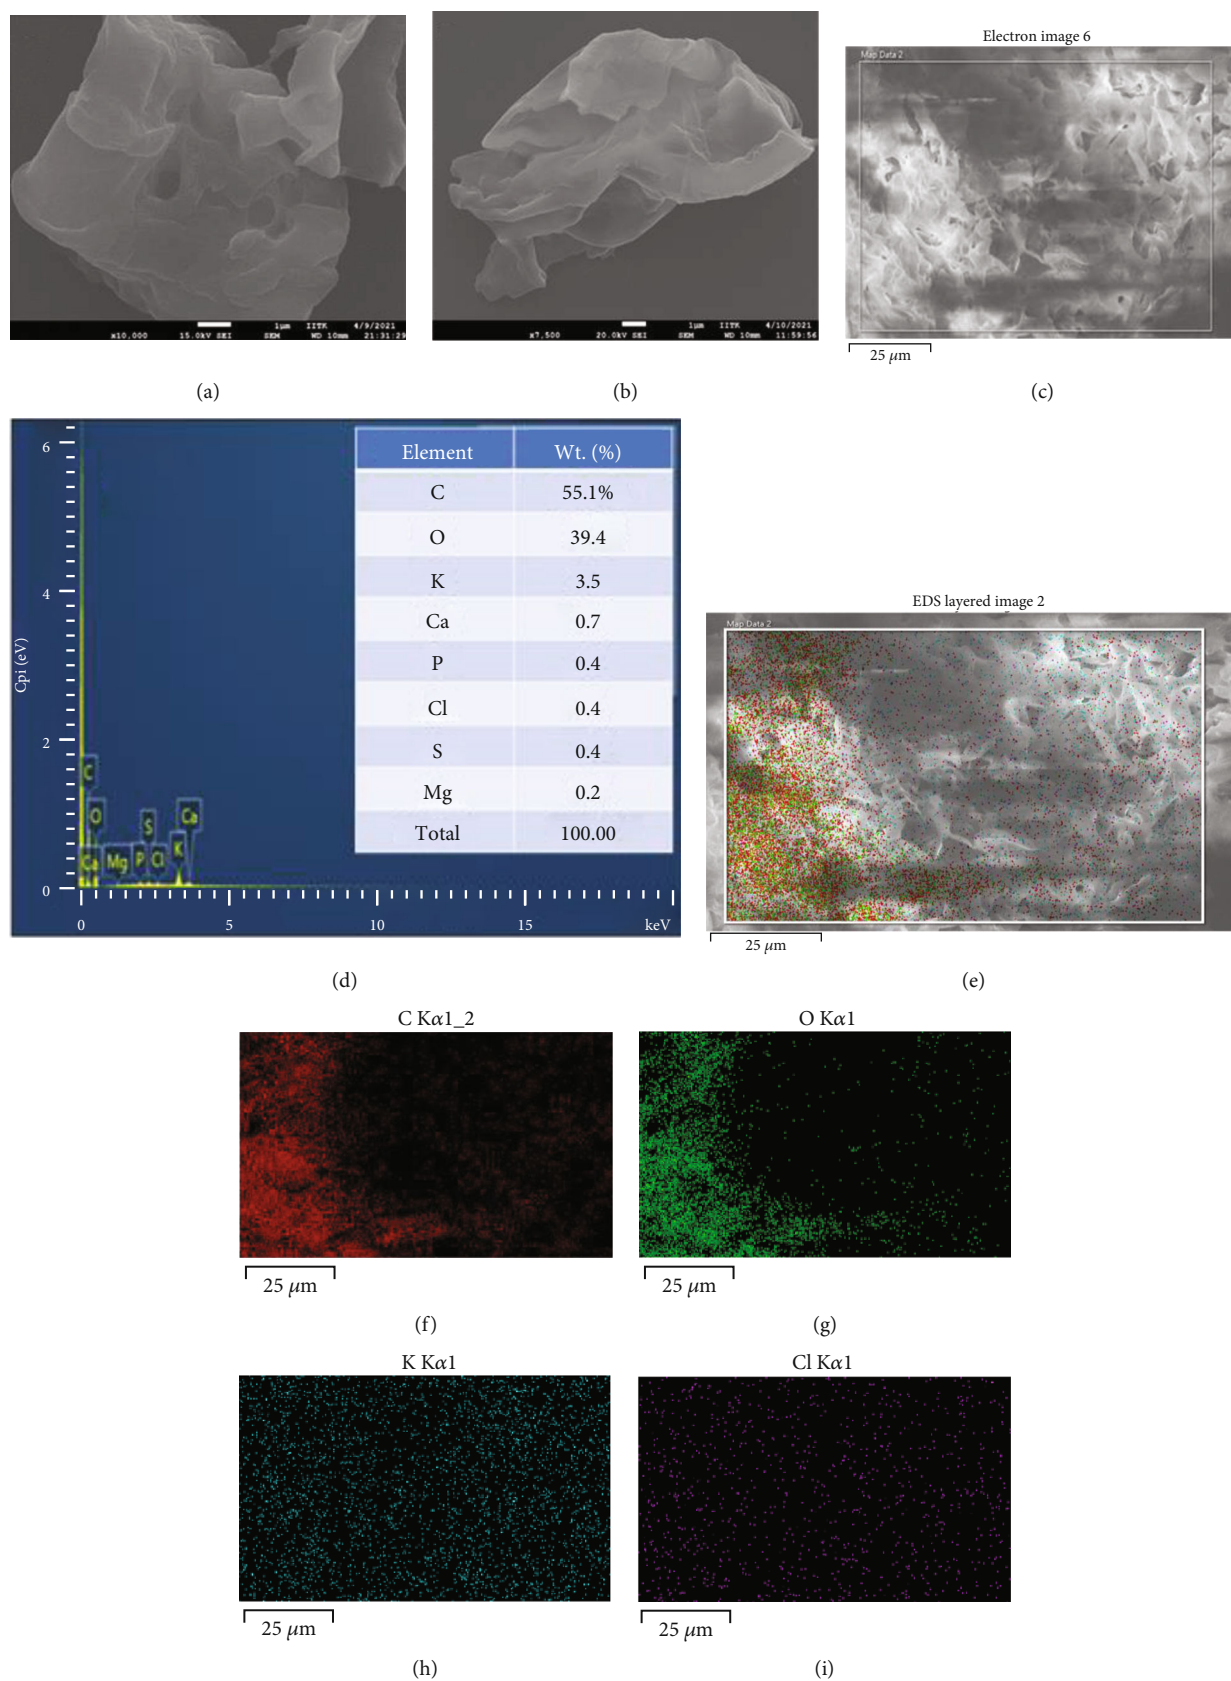 x10,000 15.0kV SEI 1μm IITK 4/9/2021
SEM WD 10mm 21:31:29
(a)
x7,500 20.0kV SEI 1μm IITK 4/10/2021
SEM WD 10mm 11:59:56
(b)
Electron image 6
Map Data 2
25 μm
(c)
Cpi (eV)
6
4
2
0
0 5 10 15 keV
C
O
Ca
Mg
P
S
Cl
K
Ca
Element Wt. (%)
C 55.1%
O 39.4
K 3.5
Ca 0.7
P 0.4
Cl 0.4
S 0.4
Mg 0.2
Total 100.00
(d)
EDS layered image 2
Map Data 2
25 μm
(e)
C Kα1_2
25 μm
(f)
O Kα1
25 μm
(g)
K Kα1
25 μm
(h)
Cl Kα1
25 μm
(i)